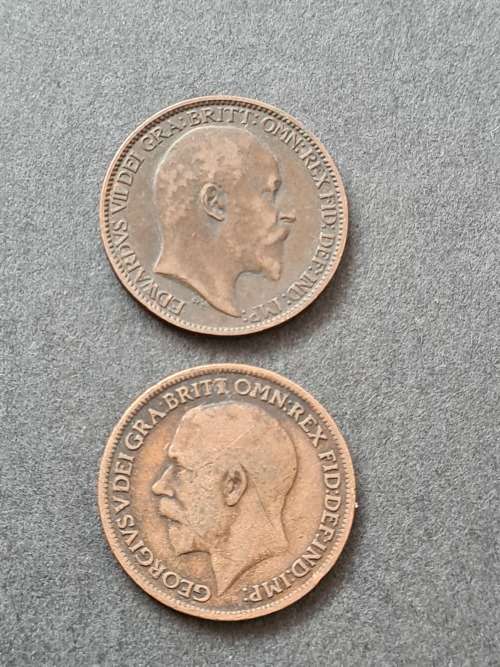 EDWARDVS VII DEI GRA: BRITT: OMN: REX FID: DEF: IND: IMP:
GEORGIVS V DEI GRA: BRITT: OMN: REX FID: DEF: IND: IMP: